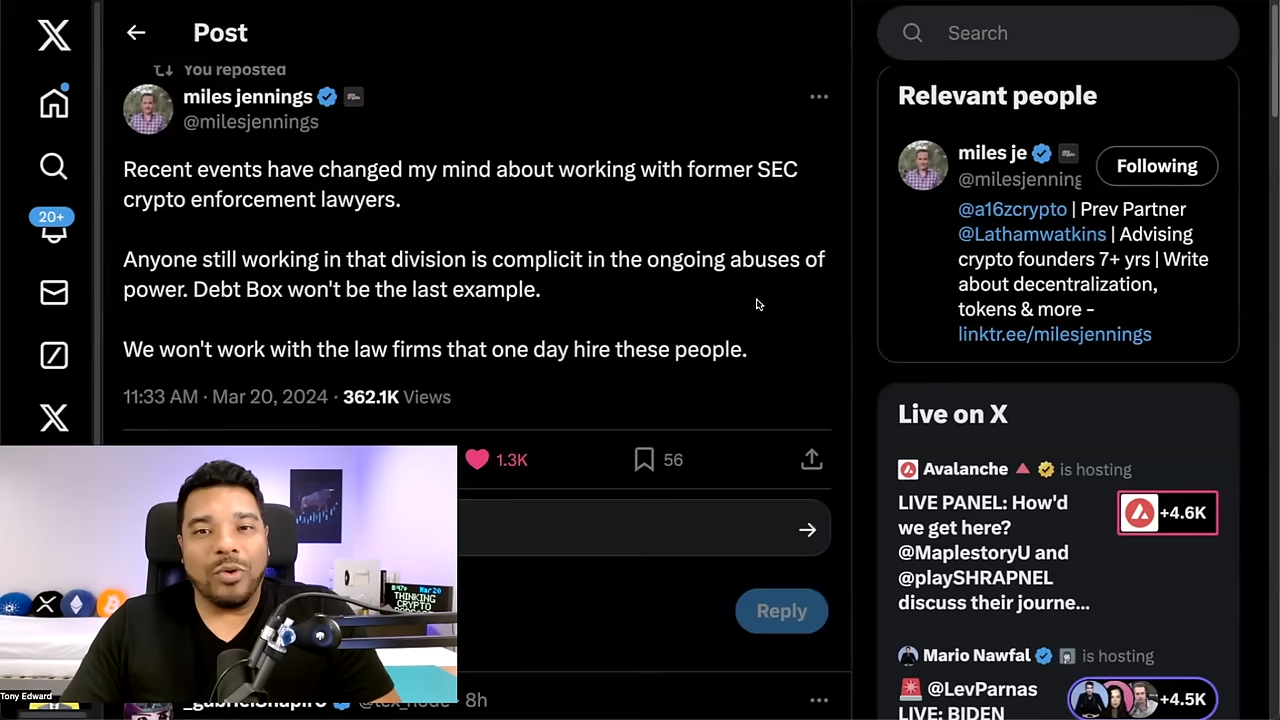 Post
Search
You reposted
miles jennings
@milesjennings
Recent events have changed my mind about working with former SEC
crypto enforcement lawyers.
Anyone still working in that division is complicit in the ongoing abuses of
power. Debt Box won't be the last example.
We won't work with the law firms that one day hire these people.
11:33 AM · Mar 20, 2024 · 362.1K Views
1.3K
56
Reply
8h
20+
Relevant people
miles je
@milesjenning
Following
@a16zcrypto | Prev Partner
@Lathamwatkins | Advising
crypto founders 7+ yrs | Write
about decentralization,
tokens & more -
linktr.ee/milesjennings
Live on X
Avalanche is hosting
LIVE PANEL: How'd
we get here?
@MaplestoryU and
@playSHRAPNEL
discuss their journe...
+4.6K
Mario Nawfal is hosting
@LevParnas
LIVE: BIDEN
+4.5K
Mar20
THINKING
CRYPTO
Tony Edward